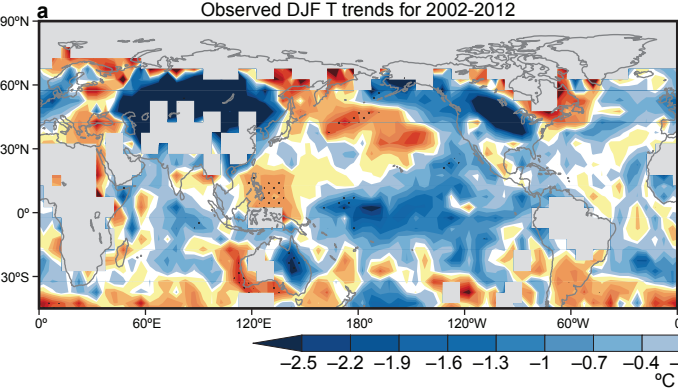 a Observed DJF T trends for 2002-2012
90ºN
60ºN
30ºN
0º
30ºS
0º 60ºE 120ºE 180º 120ºW 60ºW 0
−2.5 −2.2 −1.9 −1.6 −1.3 −1 −0.7 −0.4 −
ºC